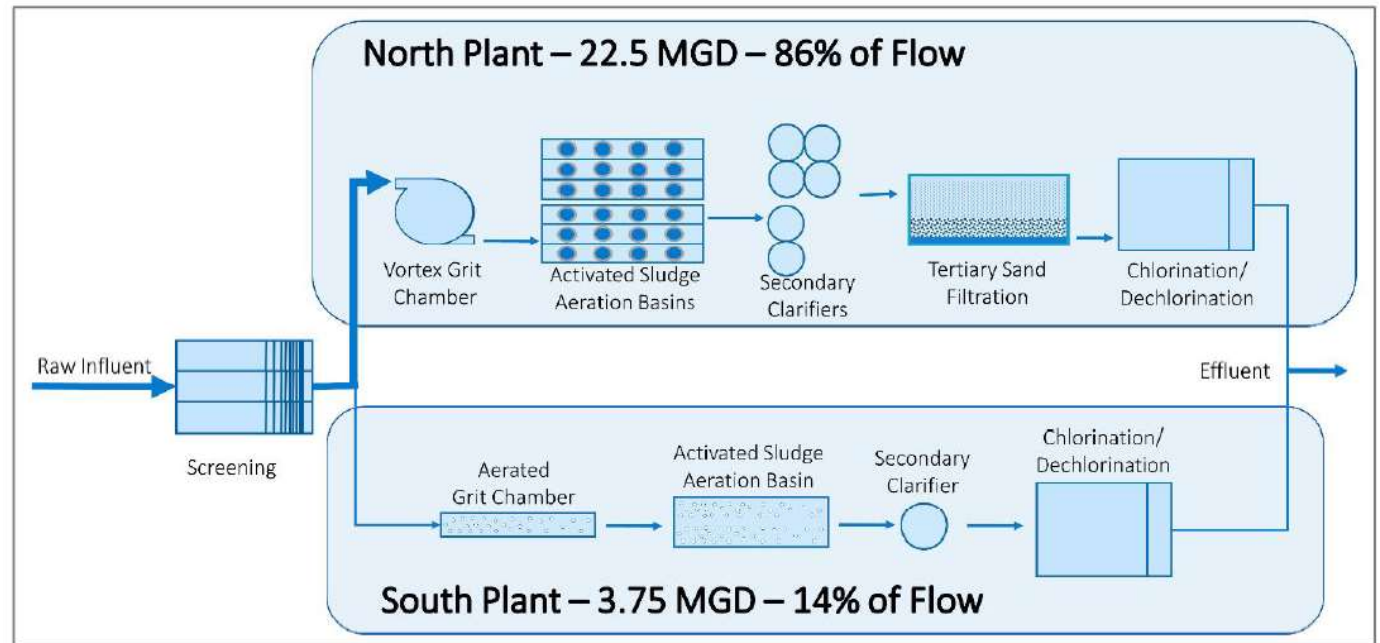 North Plant – 22.5 MGD – 86% of Flow
Vortex Grit
Chamber
Activated Sludge
Aeration Basins
Secondary
Clarifiers
Tertiary Sand
Filtration
Chlorination/
Dechlorination
Raw Influent
Screening
Effluent
Aerated
Grit Chamber
Activated Sludge
Aeration Basin
Secondary
Clarifier
Chlorination/
Dechlorination
South Plant – 3.75 MGD – 14% of Flow